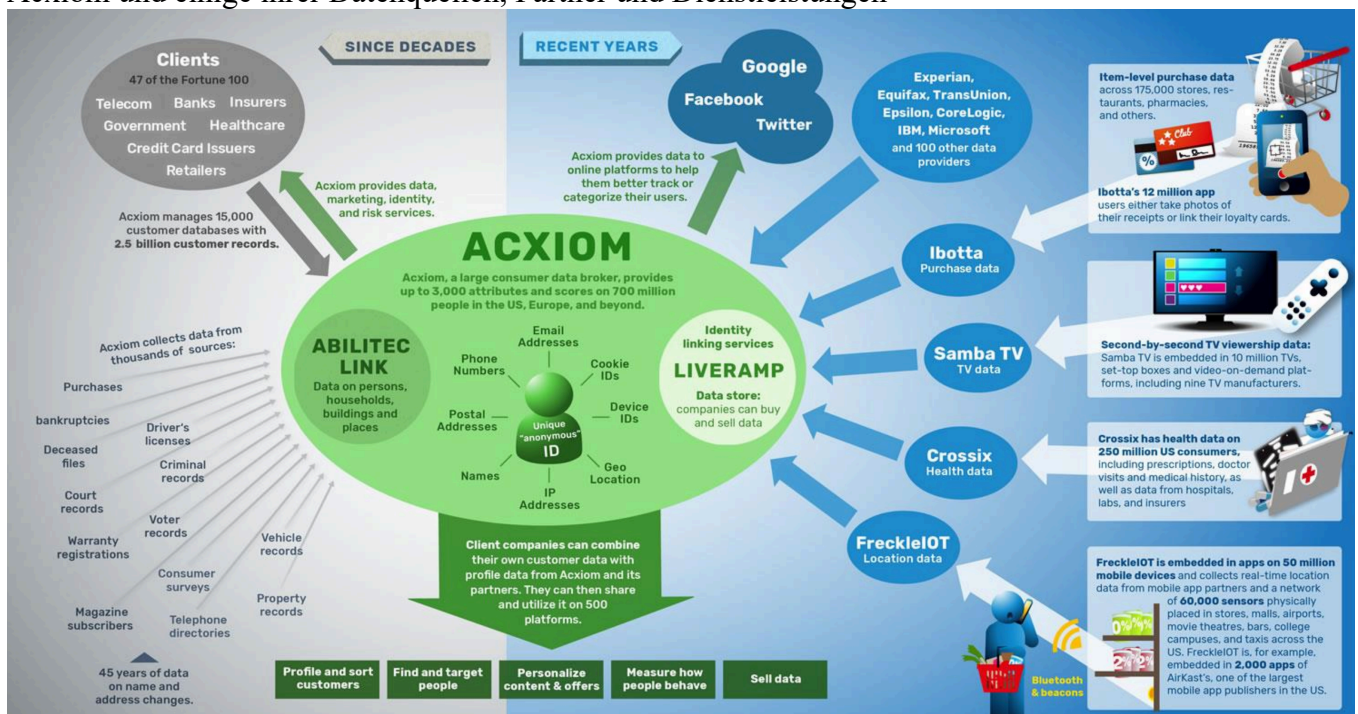 Acxiom und einige ihrer Datenquellen, Partner und Dienstleistungen
SINCE DECADES
RECENT YEARS
Clients
47 of the Fortune 100
Telecom Banks Insurers
Government Healthcare
Credit Card Issuers
Retailers
Google
Facebook
Twitter
Experian,
Equifax, TransUnion,
Epsilon, CoreLogic,
IBM, Microsoft
and 100 other data
providers
Item-level purchase data
across 175,000 stores, res-
taurants, pharmacies,
and others.
Club
%
Ibotta's 12 million app
users either take photos of
their receipts or link their loyalty cards.
Acxiom provides data,
marketing, identity,
and risk services.
Acxiom manages 15,000
customer databases with
2.5 billion customer records.
Acxiom provides data to
online platforms to help
them better track or
categorize their users.
ACXIOM
Acxiom, a large consumer data broker, provides
up to 3,000 attributes and scores on 700 million
people in the US, Europe, and beyond.
ABILITEC
LINK
Data on persons,
households,
buildings and
places
Email
Addresses
Phone
Numbers
Cookie
IDs
Postal
Addresses
Device
IDs
Unique
"anonymous"
ID
Names
Geo
Location
IP
Addresses
Identity
linking services
LIVERAMP
Data store:
companies can buy
and sell data
Ibotta
Purchase data
Samba TV
TV data
Second-by-second TV viewership data:
Samba TV is embedded in 10 million TVs,
set-top boxes and video-on-demand plat-
forms, including nine TV manufacturers.
Crossix
Health data
Crossix has health data on
250 million US consumers,
including prescriptions, doctor
visits and medical history, as
well as data from hospitals,
labs, and insurers
FreckleIOT
Location data
FreckleIOT is embedded in apps on 50 million
mobile devices and collects real-time location
data from mobile app partners and a network
of 60,000 sensors physically
placed in stores, malls, airports,
movie theatres, bars, college
campuses, and taxis across the
US. FreckleIOT is, for example,
embedded in 2,000 apps of
AirKast's, one of the largest
mobile app publishers in the US.
Bluetooth
& beacons
Acxiom collects data from
thousands of sources:
Purchases
bankruptcies
Deceased
files
Driver's
licenses
Court
records
Criminal
records
Warranty
registrations
Voter
records
Vehicle
records
Consumer
surveys
Magazine
subscribers
Telephone
directories
Property
records
45 years of data
on name and
address changes.
Client companies can combine
their own customer data with
profile data from Acxiom and its
partners. They can then share
and utilize it on 500
platforms.
Profile and sort
customers
Find and target
people
Personalize
content & offers
Measure how
people behave
Sell data